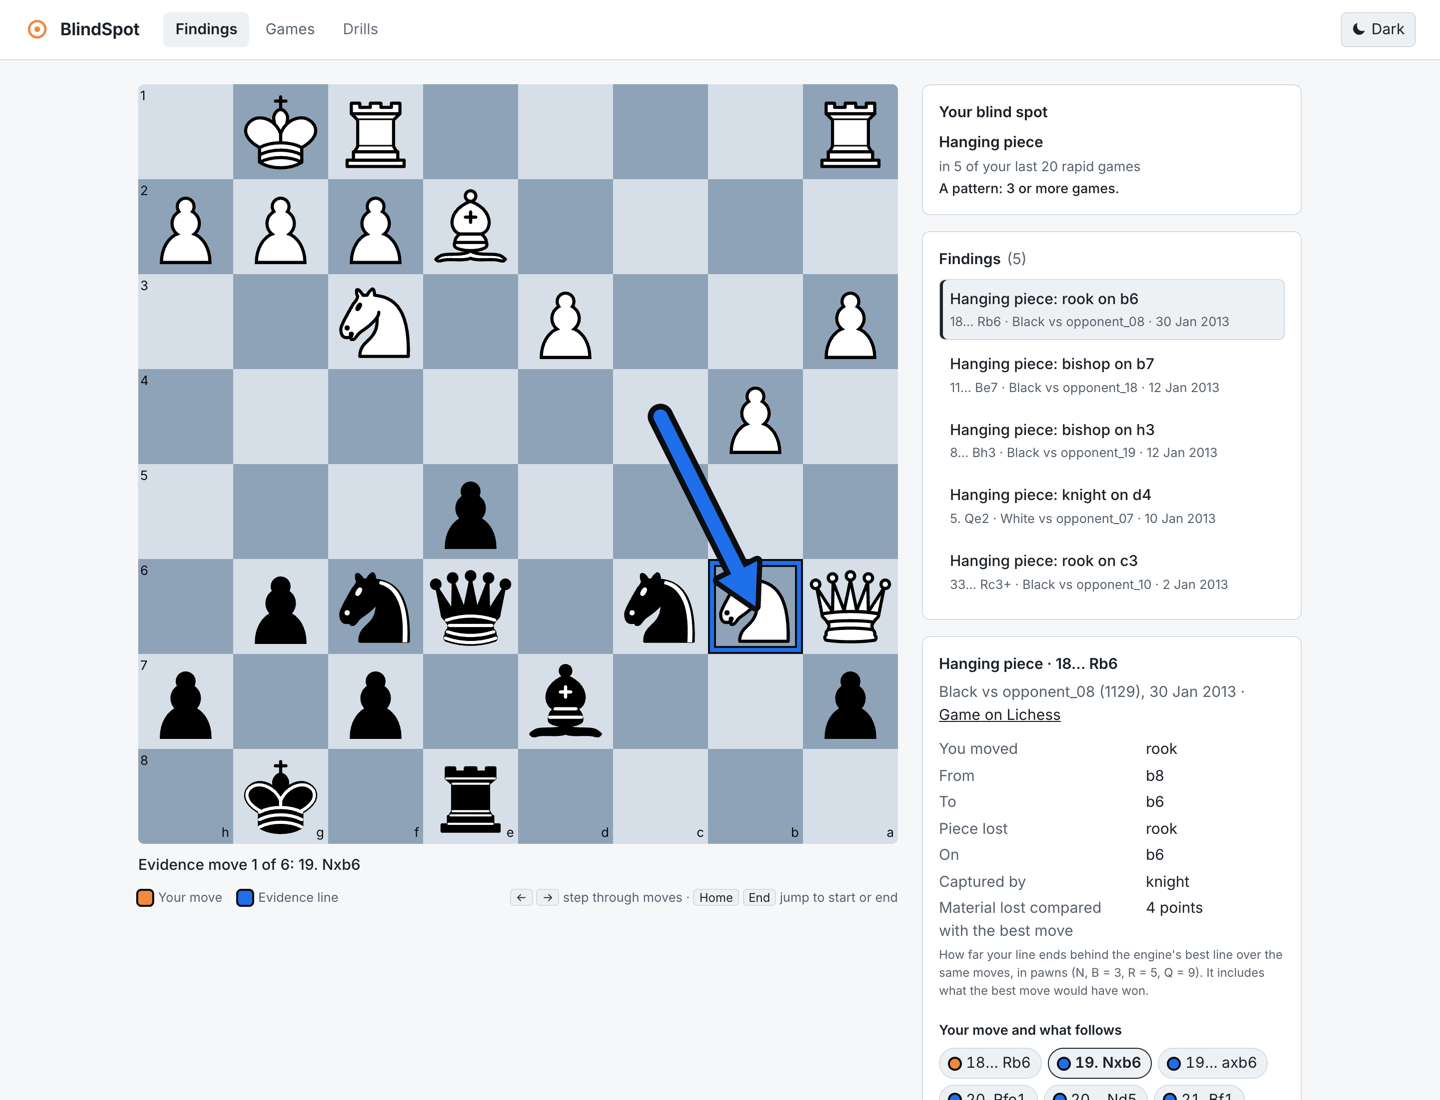 BlindSpot Findings Games Drills Dark
1
2
3
4
5
6
7
8
h g f e d c b a
Evidence move 1 of 6: 19. Nxb6
Your move Evidence line ← → step through moves · Home End jump to start or end
Your blind spot
Hanging piece
in 5 of your last 20 rapid games
A pattern: 3 or more games.
Findings (5)
Hanging piece: rook on b6
18... Rb6 · Black vs opponent_08 · 30 Jan 2013
Hanging piece: bishop on b7
11... Be7 · Black vs opponent_18 · 12 Jan 2013
Hanging piece: bishop on h3
8... Bh3 · Black vs opponent_19 · 12 Jan 2013
Hanging piece: knight on d4
5. Qe2 · White vs opponent_07 · 10 Jan 2013
Hanging piece: rook on c3
33... Rc3+ · Black vs opponent_10 · 2 Jan 2013
Hanging piece · 18... Rb6
Black vs opponent_08 (1129), 30 Jan 2013 ·
Game on Lichess
You moved rook
From b8
To b6
Piece lost rook
On b6
Captured by knight
Material lost compared 4 points
with the best move
How far your line ends behind the engine's best line over the
same moves, in pawns (N, B = 3, R = 5, Q = 9). It includes
what the best move would have won.
Your move and what follows
18... Rb6 19. Nxb6 19... axb6
20. Rfe1 20... Nd5 21. Bf1